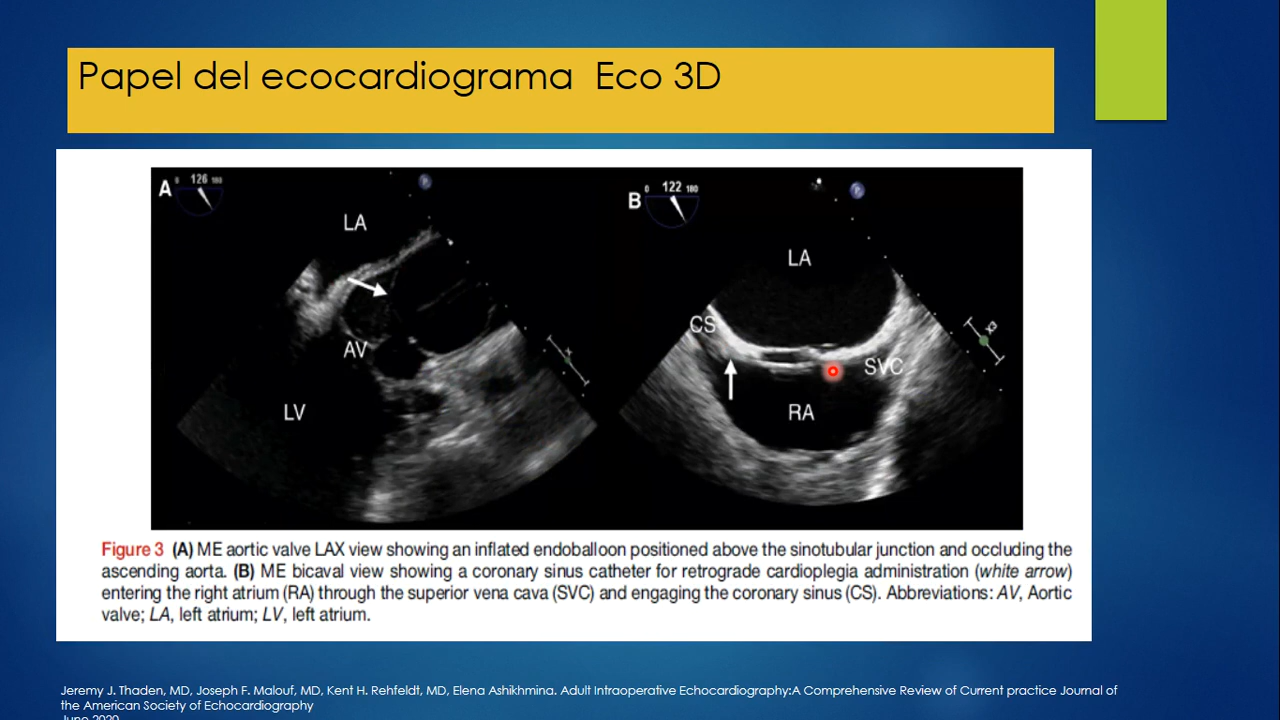 Papel del ecocardiograma  Eco 3D
A
0 126 180
LA
AV
LV
B
0 122 180
LA
CS
SVC
RA
X3
Figure 3 (A) ME aortic valve LAX view showing an inflated endoballoon positioned above the sinotubular junction and occluding the
ascending aorta. (B) ME bicaval view showing a coronary sinus catheter for retrograde cardioplegia administration (white arrow)
entering the right atrium (RA) through the superior vena cava (SVC) and engaging the coronary sinus (CS). Abbreviations: AV, Aortic
valve; LA, left atrium; LV, left atrium.
Jeremy J. Thaden, MD, Joseph F. Malouf, MD, Kent H. Rehfeldt, MD, Elena Ashikhmina. Adult Intraoperative Echocardiography:A Comprehensive Review of Current practice Journal of
the American Society of Echocardiography
June 2020